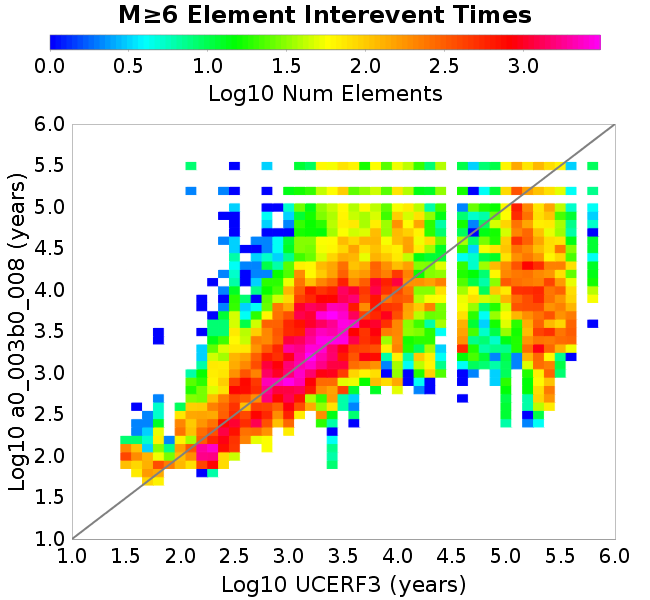 M≥6 Element Interevent Times
0.0 0.5 1.0 1.5 2.0 2.5 3.0
Log10 Num Elements
6.0
5.5
5.0
4.5
4.0
3.5
3.0
2.5
2.0
1.5
1.0
Log10 a0_003b0_008 (years)
1.0 1.5 2.0 2.5 3.0 3.5 4.0 4.5 5.0 5.5 6.0
Log10 UCERF3 (years)